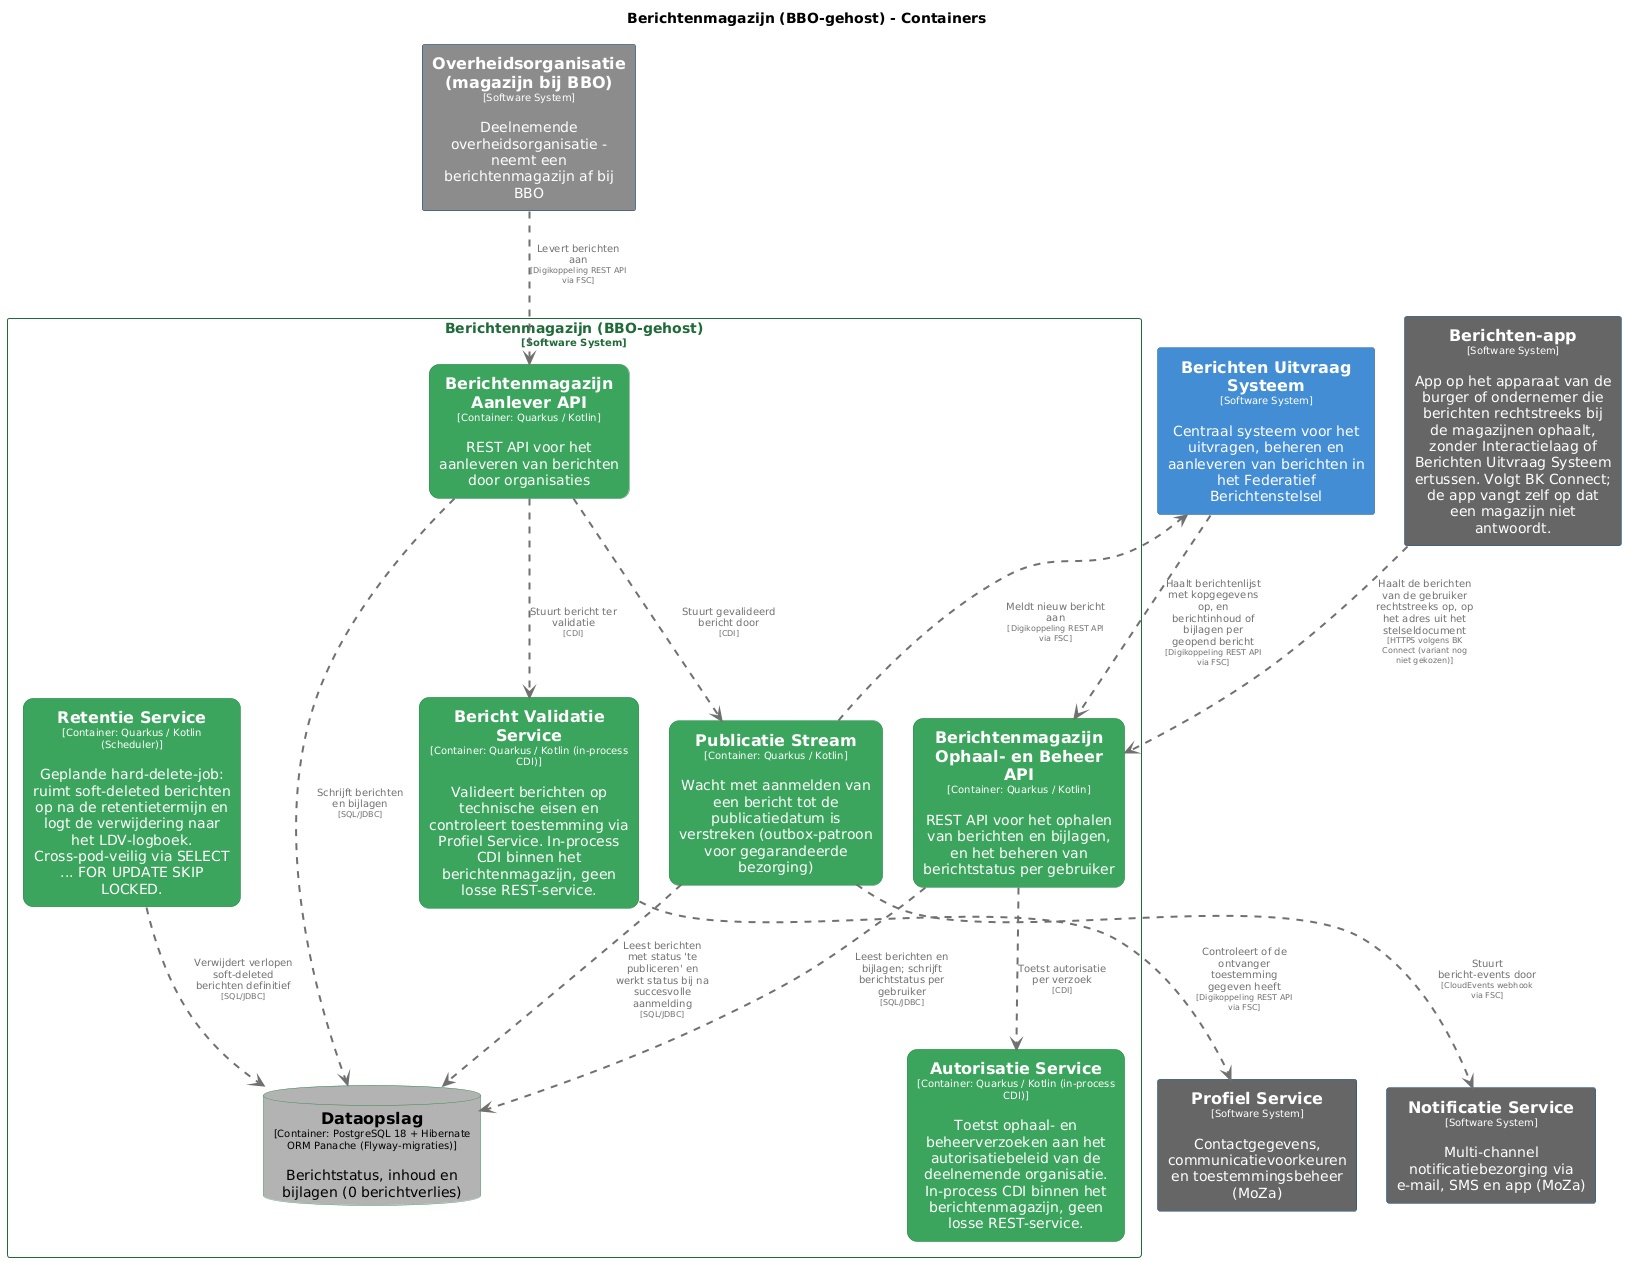 Berichtenmagazijn (BBO-gehost) - Containers
Overheidsorganisatie
(magazijn bij BBO)
[Software System]
Deelnemende
overheidsorganisatie -
neemt een
berichtenmagazijn af bij
BBO
Levert berichten
aan
[Digikoppeling REST API
via FSC]
Berichtenmagazijn (BBO-gehost)
[Software System]
Berichtenmagazijn
Aanlever API
[Container: Quarkus / Kotlin]
REST API voor het
aanleveren van berichten
door organisaties
Berichten Uitvraag
Systeem
[Software System]
Centraal systeem voor het
uitvragen, beheren en
aanleveren van berichten in
het Federatief
Berichtenstelsel
Berichten-app
[Software System]
App op het apparaat van de
burger of ondernemer die
berichten rechtstreeks bij
de magazijnen ophaalt,
zonder Interactielaag of
Berichten Uitvraag Systeem
ertussen. Volgt BK Connect;
de app vangt zelf op dat
een magazijn niet
antwoordt.
Stuurt bericht ter
validatie
[CDI]
Stuurt gevalideerd
bericht door
[CDI]
Meldt nieuw bericht
aan
[Digikoppeling REST API
via FSC]
Haalt berichtenlijst
met kopgegevens
op, en
berichtinhoud of
bijlagen per
geopend bericht
[Digikoppeling REST API
via FSC]
Haalt de berichten
van de gebruiker
rechtstreeks op, op
het adres uit het
stelseldocument
[HTTPS volgens BK
Connect (variant nog
niet gekozen)]
Retentie Service
[Container: Quarkus / Kotlin
(Scheduler)]
Geplande hard-delete-job:
ruimt soft-deleted berichten
op na de retentietermijn en
logt de verwijdering naar
het LDV-logboek.
Cross-pod-veilig via SELECT
... FOR UPDATE SKIP
LOCKED.
Schrijft berichten
en bijlagen
[SQL/JDBC]
Bericht Validatie
Service
[Container: Quarkus / Kotlin (in-process
CDI)]
Valideert berichten op
technische eisen en
controleert toestemming via
Profiel Service. In-process
CDI binnen het
berichtenmagazijn, geen
losse REST-service.
Publicatie Stream
[Container: Quarkus / Kotlin]
Wacht met aanmelden van
een bericht tot de
publicatiedatum is
verstreken (outbox-patroon
voor gegarandeerde
bezorging)
Berichtenmagazijn
Ophaal- en Beheer
API
[Container: Quarkus / Kotlin]
REST API voor het ophalen
van berichten en bijlagen,
en het beheren van
berichtstatus per gebruiker
Verwijdert verlopen
soft-deleted
berichten definitief
[SQL/JDBC]
Leest berichten
met status 'te
publiceren' en
werkt status bij na
succesvolle
aanmelding
[SQL/JDBC]
Leest berichten en
bijlagen; schrijft
berichtstatus per
gebruiker
[SQL/JDBC]
Toetst autorisatie
per verzoek
[CDI]
Controleert of de
ontvanger
toestemming
gegeven heeft
[Digikoppeling REST API
via FSC]
Stuurt
bericht-events door
[CloudEvents webhook
via FSC]
Dataopslag
[Container: PostgreSQL 18 + Hibernate
ORM Panache (Flyway-migraties)]
Berichtstatus, inhoud en
bijlagen (0 berichtverlies)
Autorisatie Service
[Container: Quarkus / Kotlin (in-process
CDI)]
Toetst ophaal- en
beheerverzoeken aan het
autorisatiebeleid van de
deelnemende organisatie.
In-process CDI binnen het
berichtenmagazijn, geen
losse REST-service.
Profiel Service
[Software System]
Contactgegevens,
communicatievoorkeuren
en toestemmingsbeheer
(MoZa)
Notificatie Service
[Software System]
Multi-channel
notificatiebezorging via
e-mail, SMS en app (MoZa)